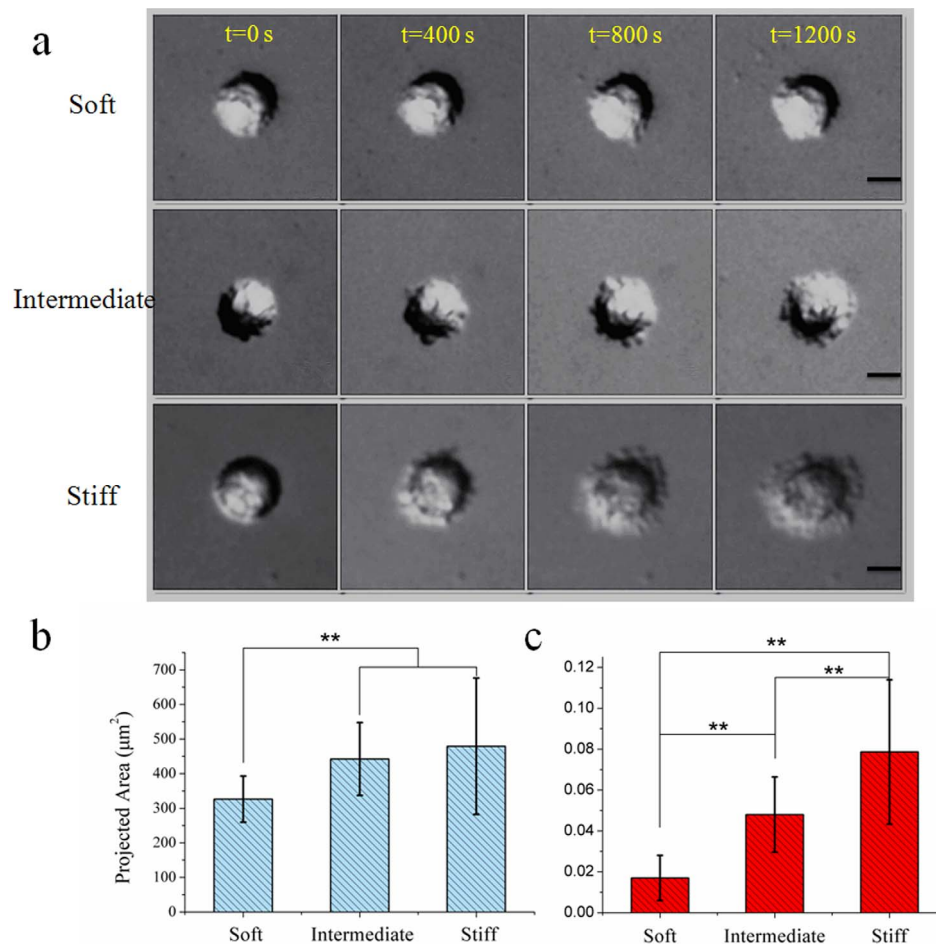 a
t=0 s t=400 s t=800 s t=1200 s
Soft
Intermediate
Stiff
b
**
700
600
500
400
300
200
100
0
Projected Area (μm²)
Soft Intermediate Stiff
c
**
**
**
0.12
0.10
0.08
0.06
0.04
0.02
0.00
Soft Intermediate Stiff